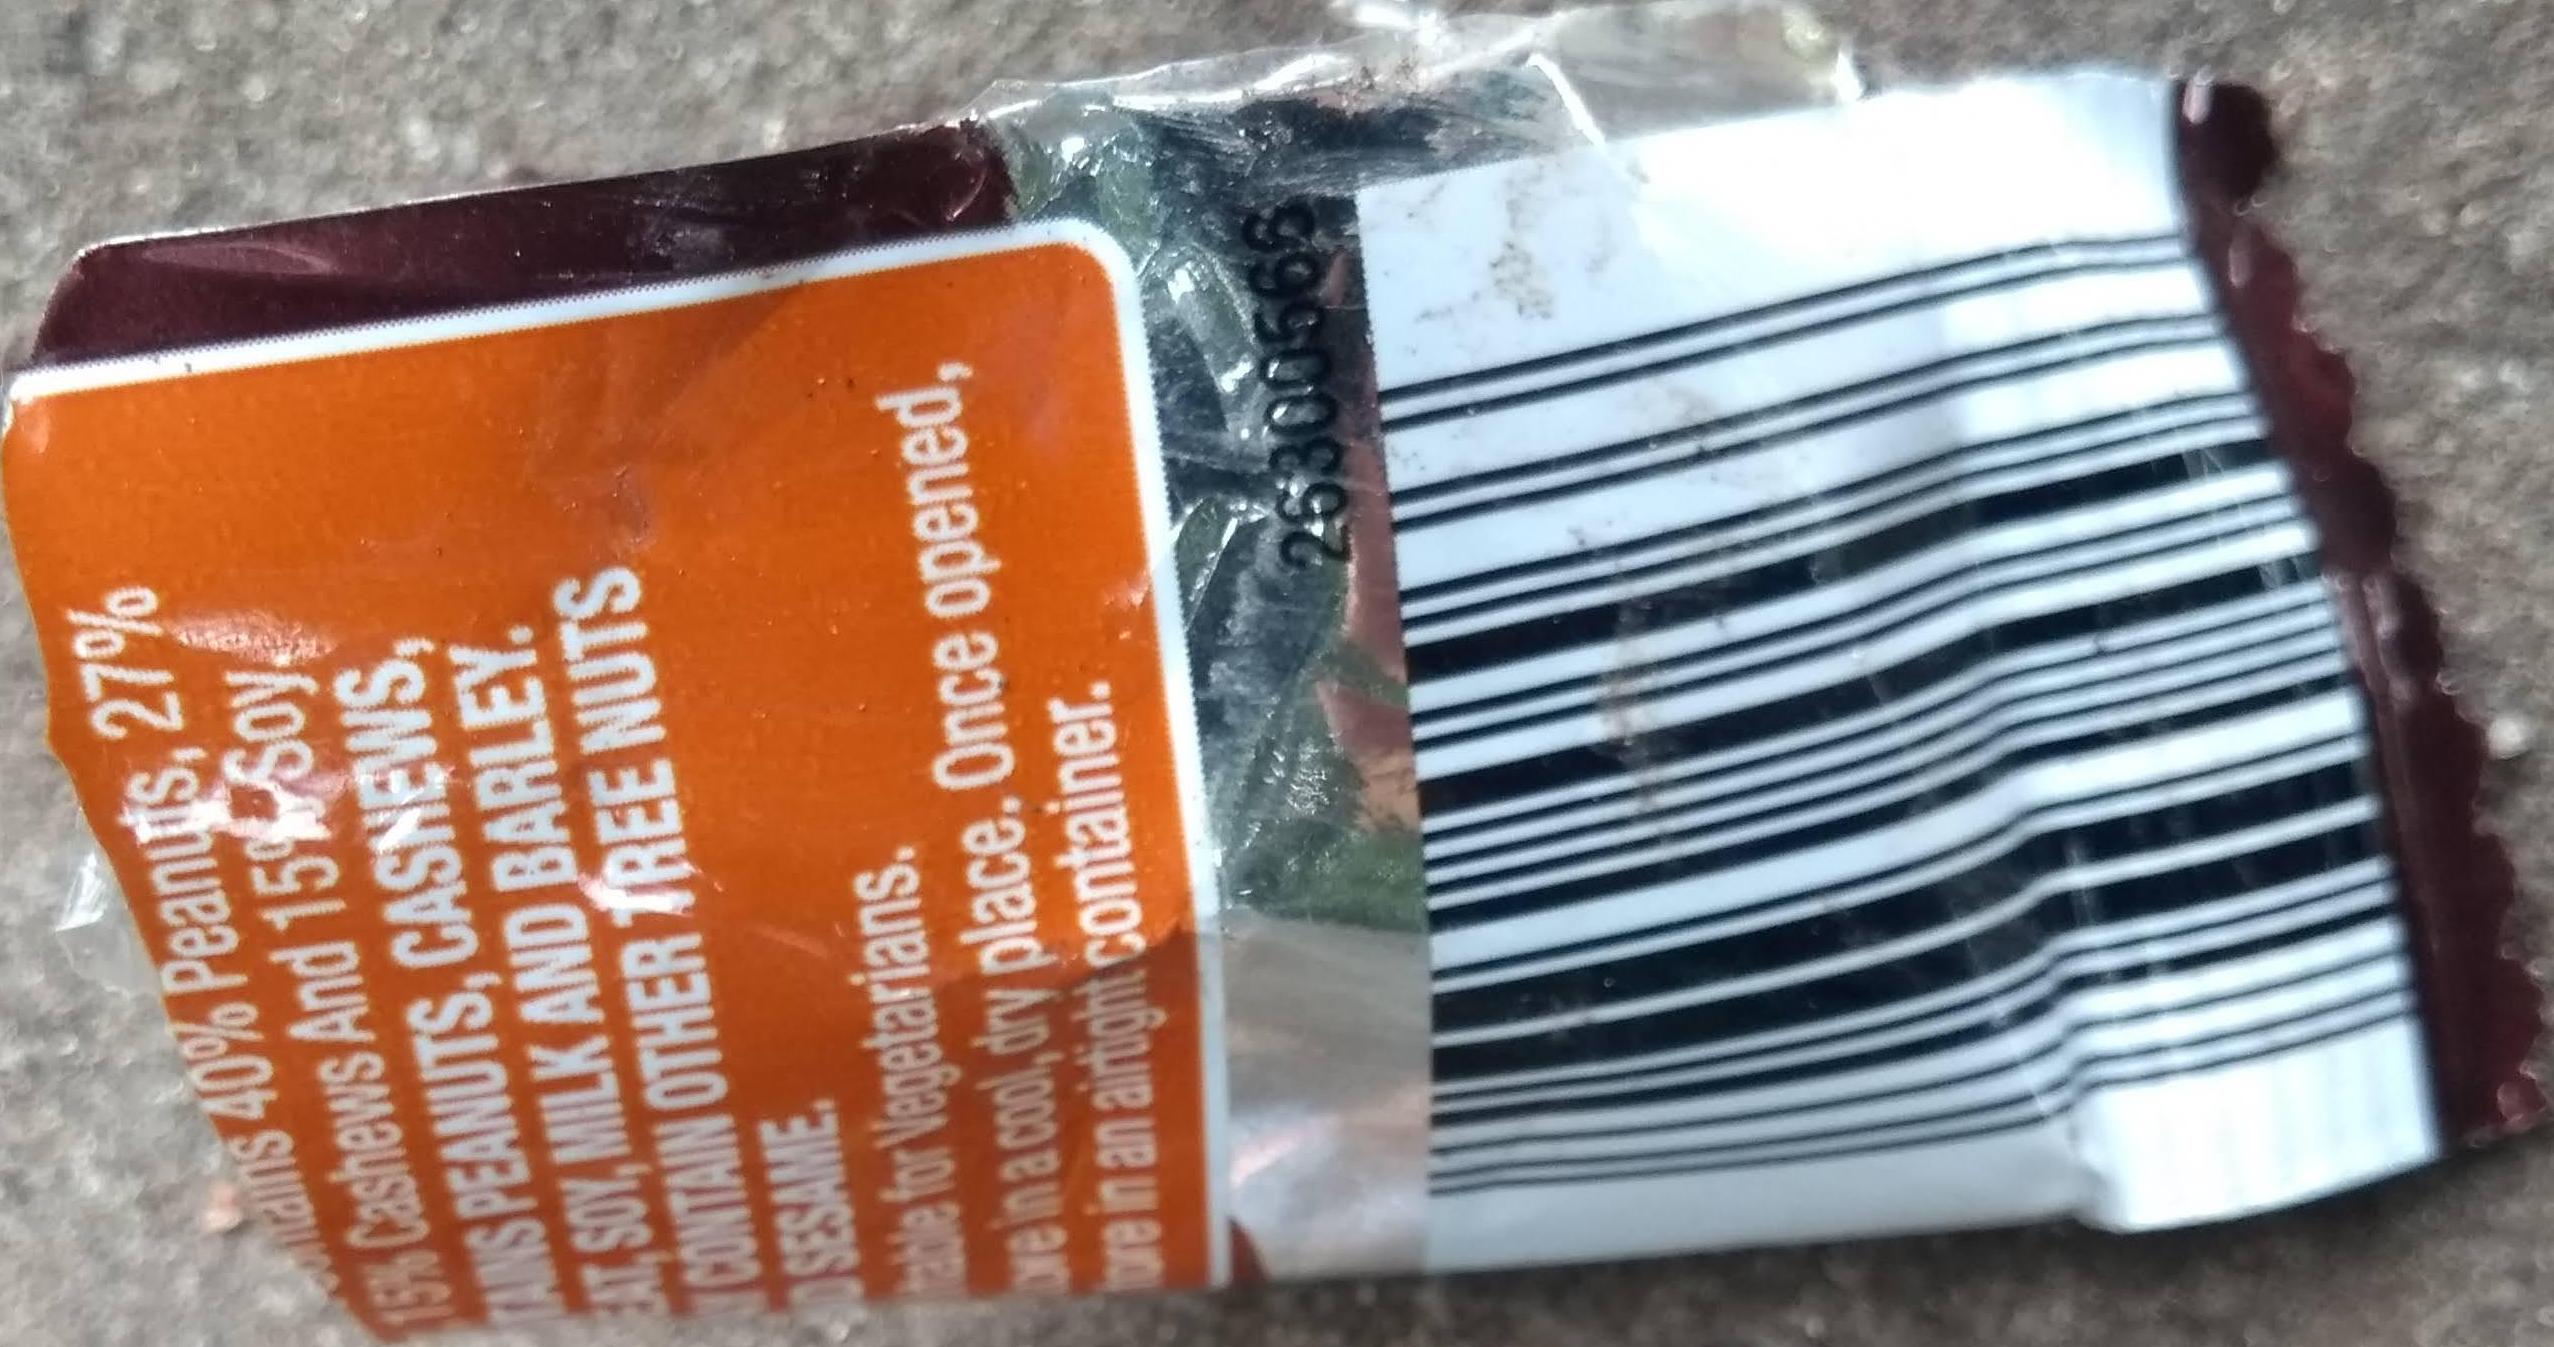 40% Peanuts, 27%
15% Cashews And 15% Soy.
PEANUTS, CASHEWS,
SOY, MILK AND BARLEY.
CONTAIN OTHER TREE NUTS
SESAME.
for Vegetarians.
in a cool, dry place. Once opened,
in an airtight container.
26300566